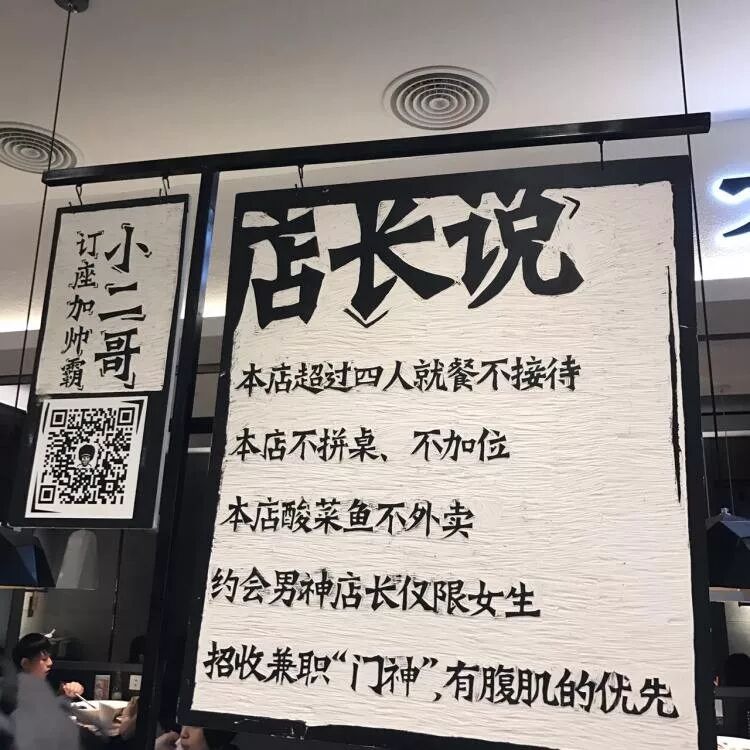 小二哥
订座加帅霸
店长说
本店超过四人就餐不接待
本店不拼桌、不加位
本店酸菜鱼不外卖
约会男神店长仅限女生
招收兼职“门神”,有腹肌的优先